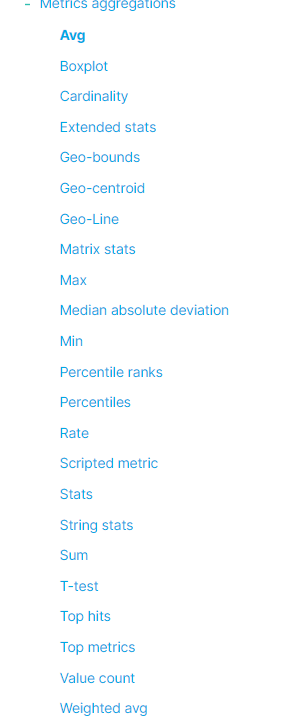 - Metrics aggregations
Avg
Boxplot
Cardinality
Extended stats
Geo-bounds
Geo-centroid
Geo-Line
Matrix stats
Max
Median absolute deviation
Min
Percentile ranks
Percentiles
Rate
Scripted metric
Stats
String stats
Sum
T-test
Top hits
Top metrics
Value count
Weighted avg